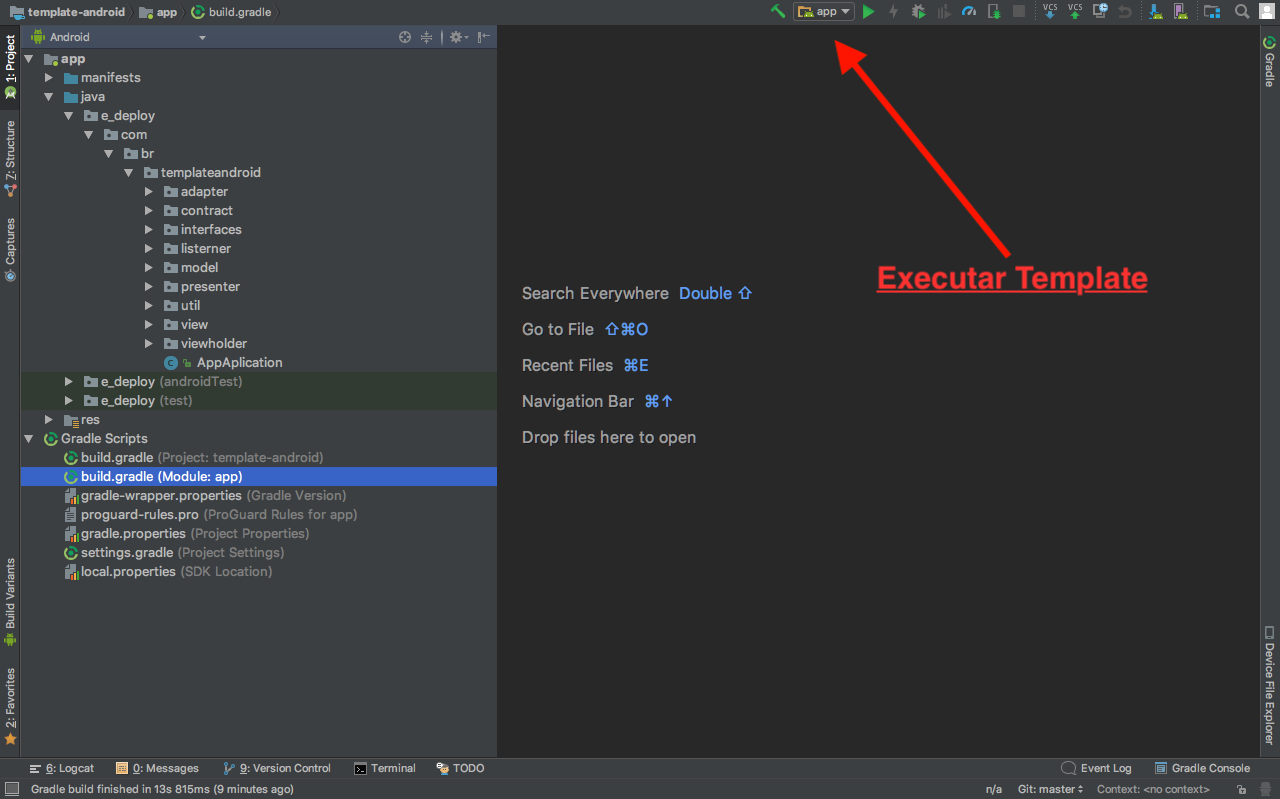 template-android app build.gradle
app
VCS VCS
Android
1: Project
Z: Structure
Captures
Build Variants
2: Favorites
app
manifests
java
e_deploy
com
br
templateandroid
adapter
contract
interfaces
listerner
model
presenter
util
view
viewholder
AppAplication
e_deploy (androidTest)
e_deploy (test)
res
Gradle Scripts
build.gradle (Project: template-android)
build.gradle (Module: app)
gradle-wrapper.properties (Gradle Version)
proguard-rules.pro (ProGuard Rules for app)
gradle.properties (Project Properties)
settings.gradle (Project Settings)
local.properties (SDK Location)
Executar Template
Search Everywhere Double ⇧
Go to File ⇧⌘O
Recent Files ⌘E
Navigation Bar ⌘↑
Drop files here to open
Gradle
Device File Explorer
6: Logcat 0: Messages 9: Version Control Terminal TODO Event Log Gradle Console
Gradle build finished in 13s 815ms (9 minutes ago) n/a Git: master Context: <no context>